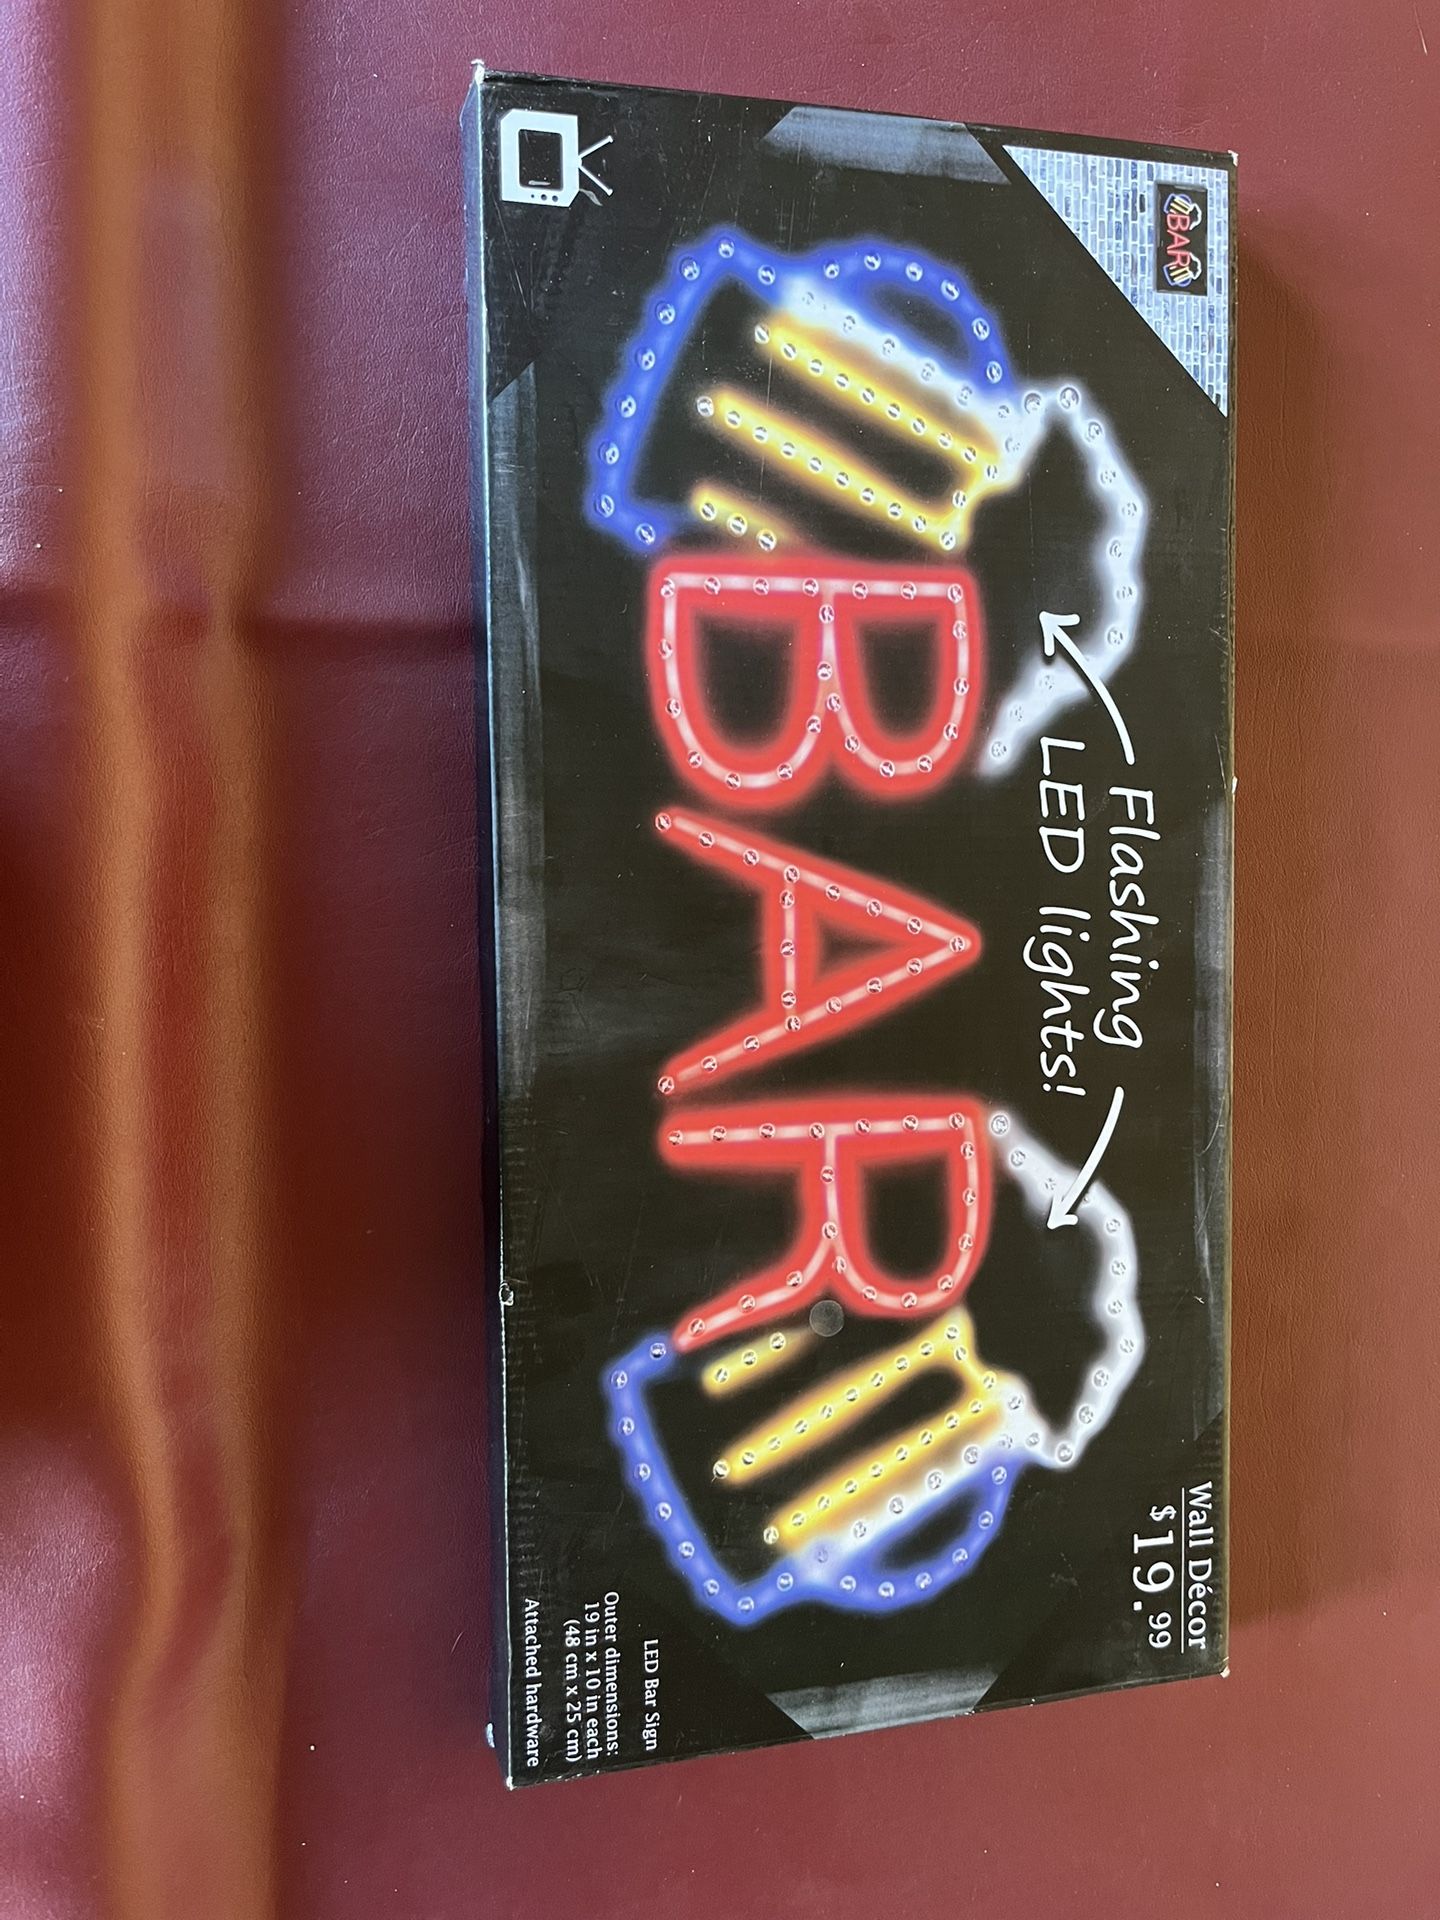 BAR
Wall Décor
$19.99
Flashing
LED lights!
BAR
LED Bar Sign
Outer dimensions:
19 in x 10 in each
(48 cm x 25 cm)
Attached hardware